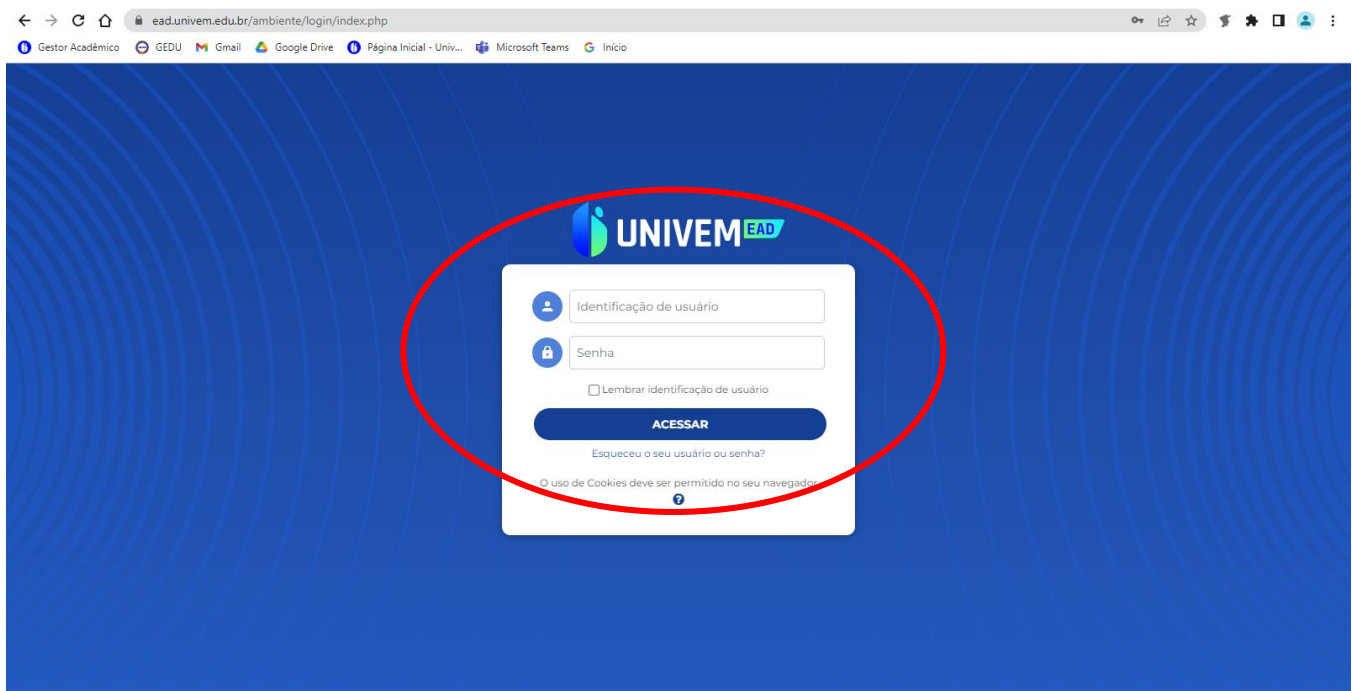 ead.univem.edu.br/ambiente/login/index.php
Gestor Acadêmico GEDU Gmail Google Drive Página Inicial - Univ... Microsoft Teams Início
UNIVEM EAD
Identificação de usuário
Senha
Lembrar identificação de usuário
ACESSAR
Esqueceu o seu usuário ou senha?
O uso de Cookies deve ser permitido no seu navegador